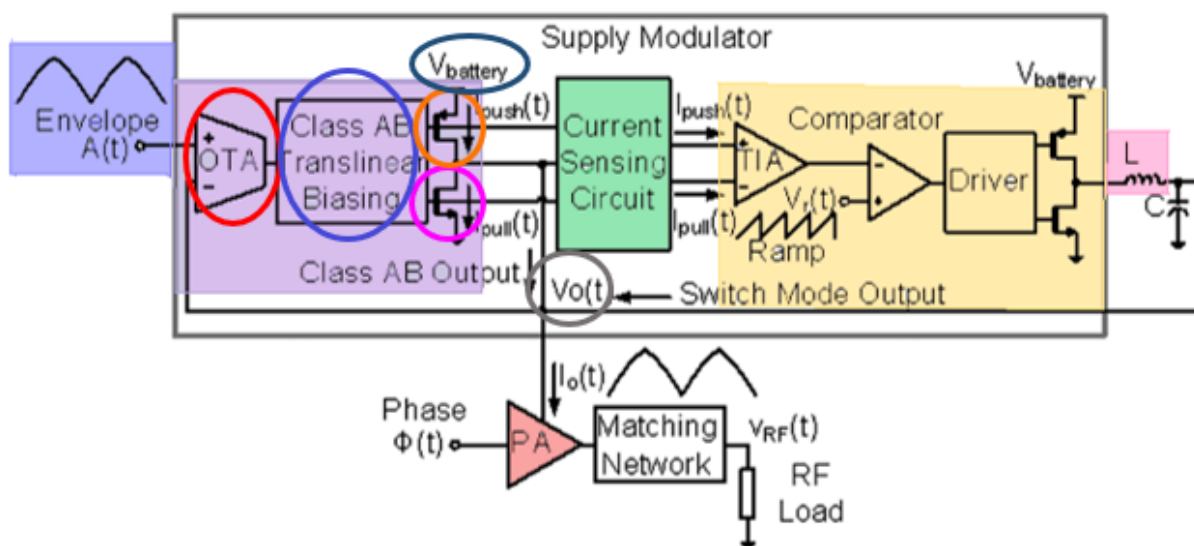 Supply Modulator
Vbattery
Vbattery
Ipush(t)
Ipush(t)
Envelope
A(t)
OTA
Class AB
Translinear
Biasing
Current
Sensing
Circuit
TIA
Comparator
Driver
L
C
Vr(t)
Ramp
Ipull(t)
Ipull(t)
Class AB Output
Vo(t
Switch Mode Output
Io(t)
Phase
Φ(t)
PA
Matching
Network
vRF(t)
RF
Load